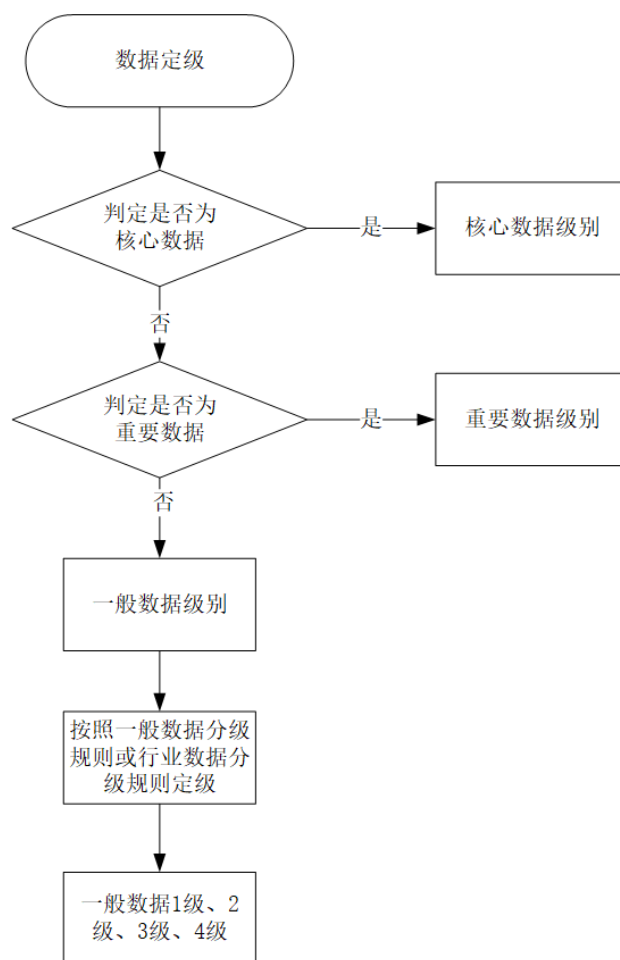 数据定级
判定是否为
核心数据
是
核心数据级别
否
判定是否为
重要数据
是
重要数据级别
否
一般数据级别
按照一般数据分级
规则或行业数据分
级规则定级
一般数据1级、2
级、3级、4级